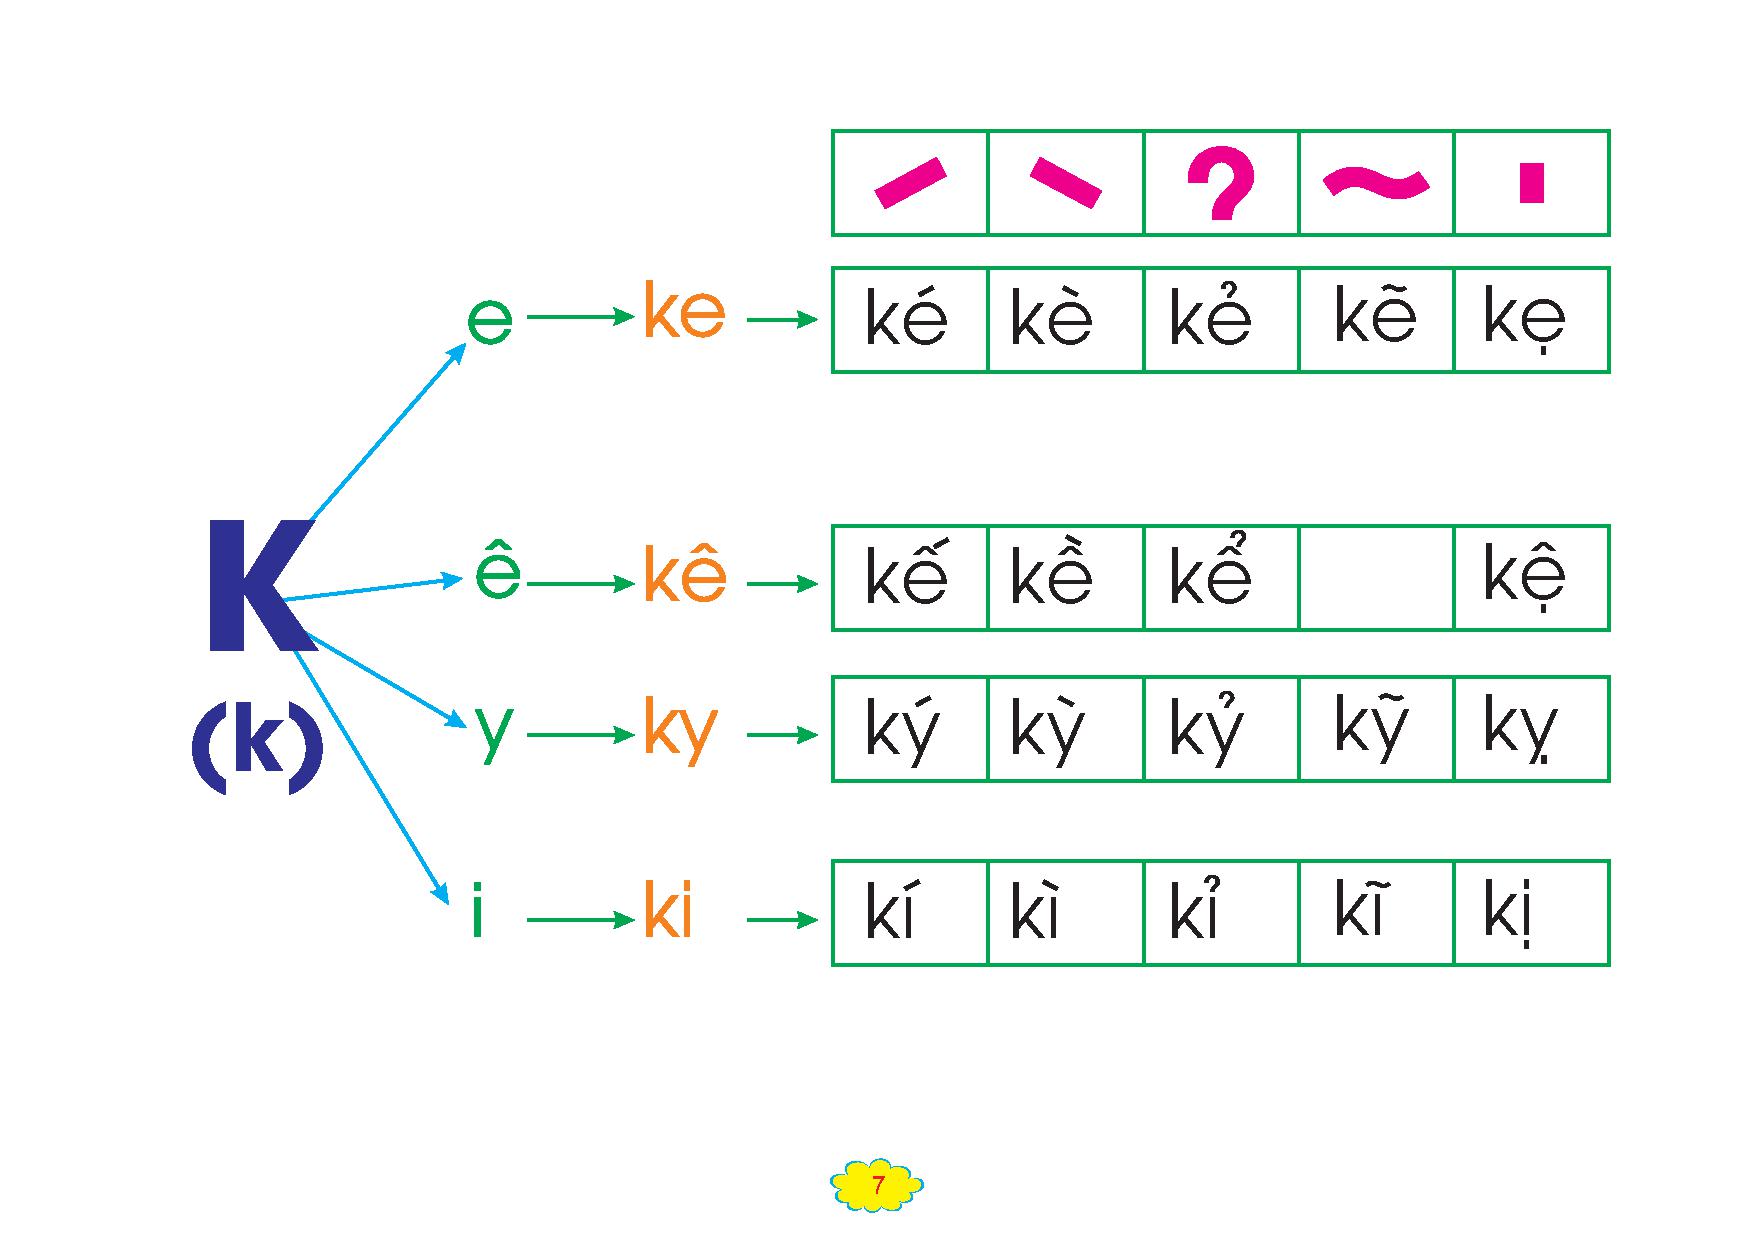 e ke ké kè kẻ kẽ kẹ
K
(k)
ê kê kế kề kể kệ
y ky ký kỳ kỷ kỹ kỵ
i ki kí kì kỉ kĩ kị
7